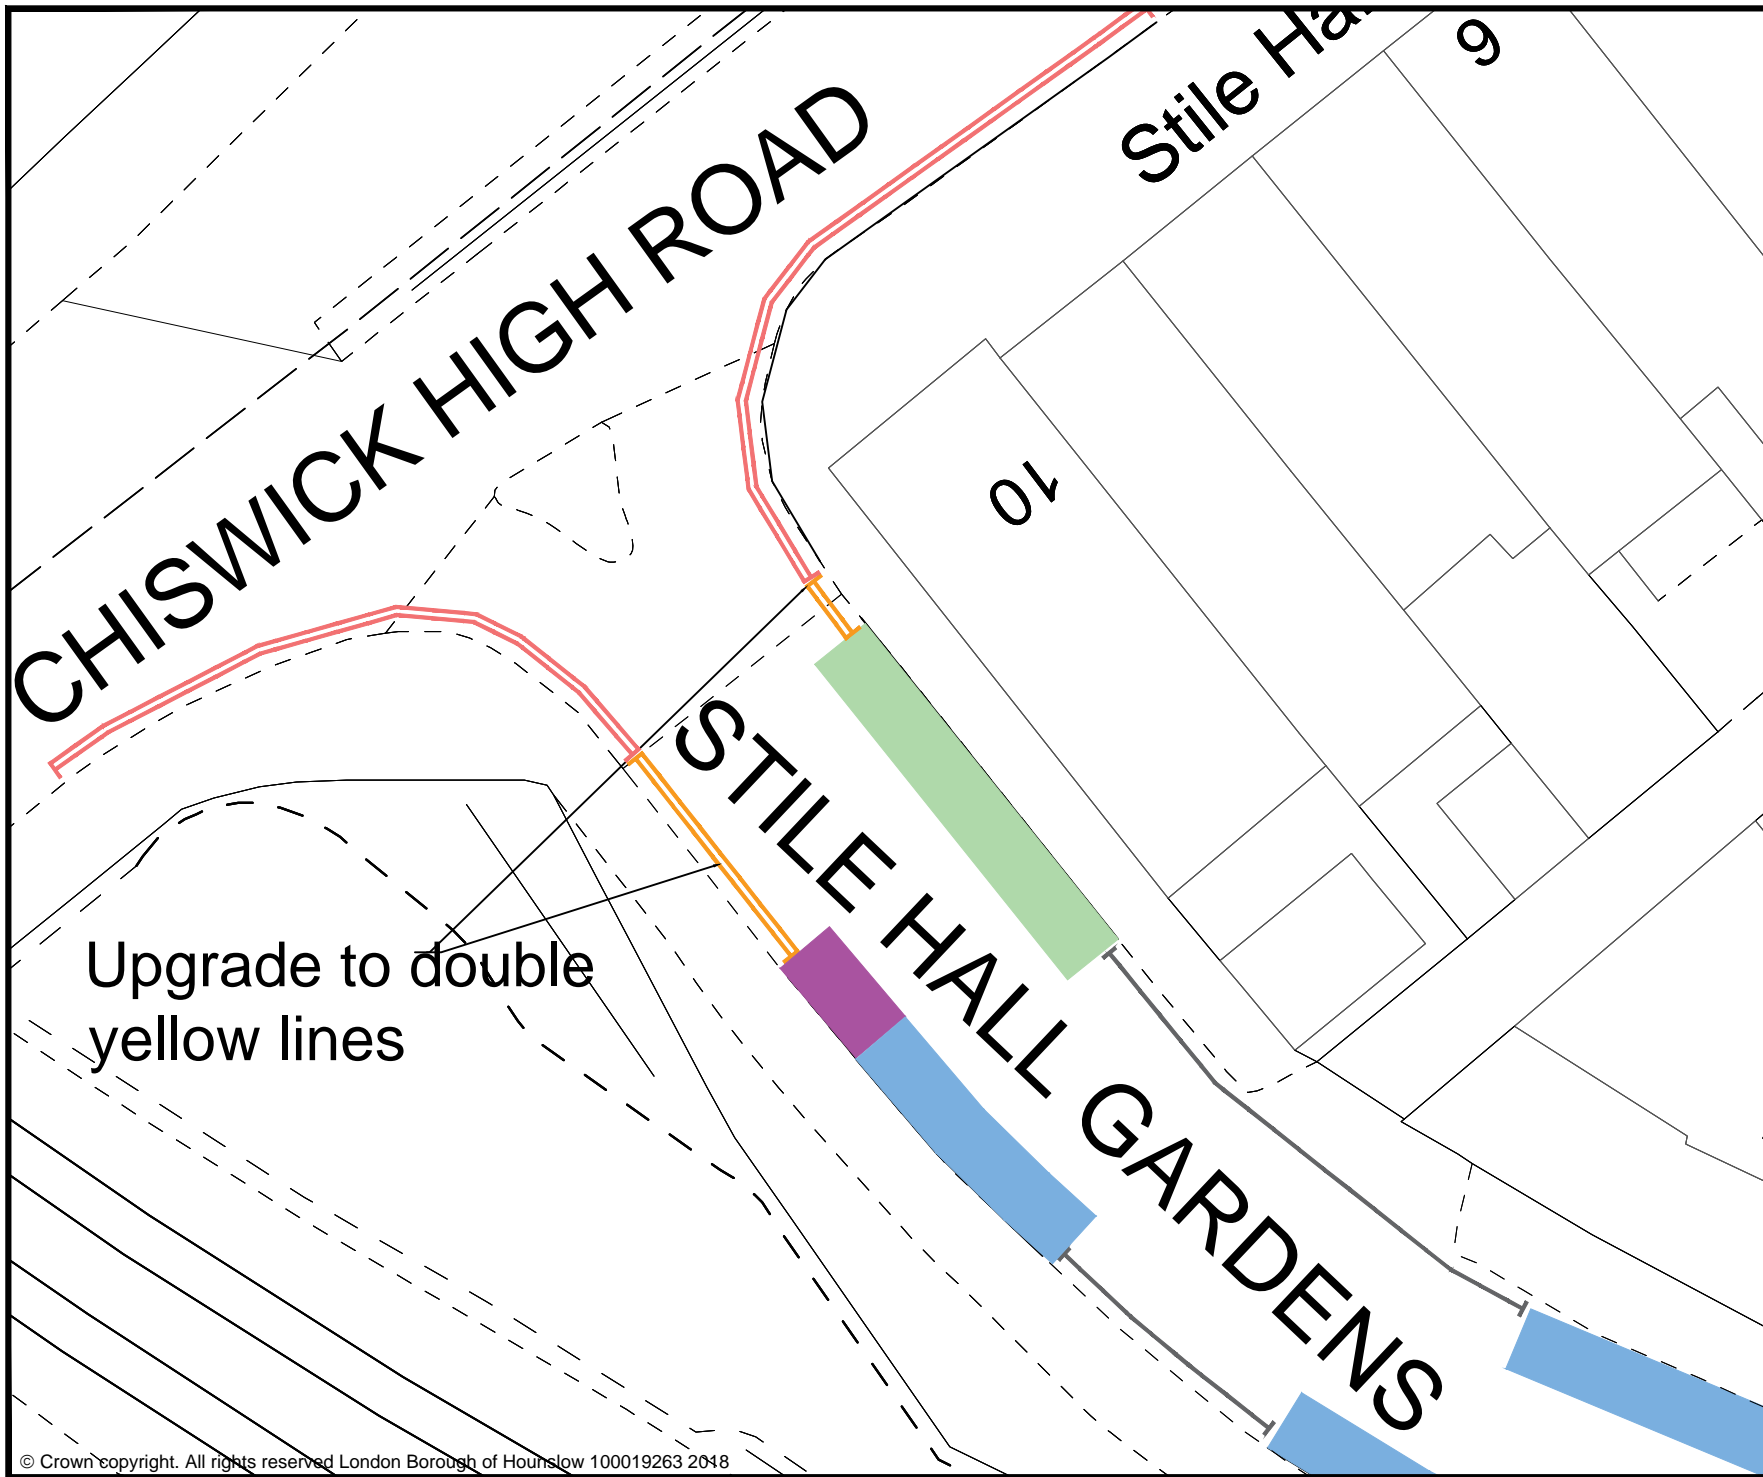 Stile Ha
6
CHISWICK HIGH ROAD
10
STILE HALL GARDENS
Upgrade to double
yellow lines
© Crown copyright. All rights reserved London Borough of Hounslow 100019263 2018